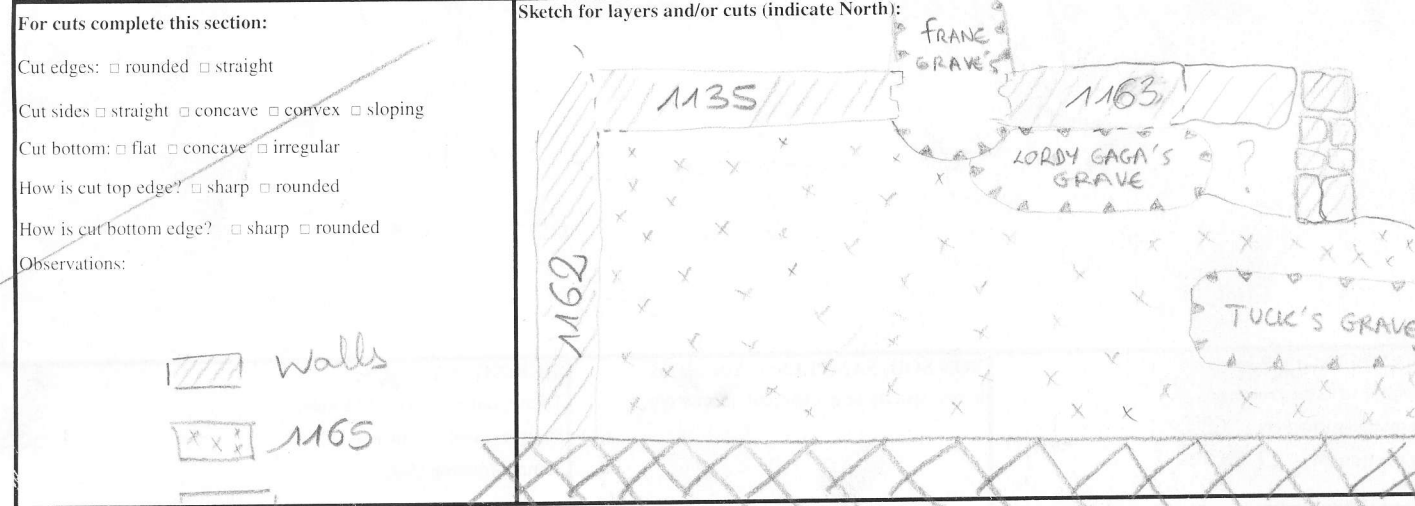 For cuts complete this section:
Cut edges: □ rounded □ straight
Cut sides □ straight □ concave □ convex □ sloping
Cut bottom: □ flat □ concave □ irregular
How is cut top edge? □ sharp □ rounded
How is cut bottom edge? □ sharp □ rounded
Observations:
Walls
1165
Sketch for layers and/or cuts (indicate North):
FRANE
GRAVE'S
1135
1163
LORDY GAGA'S
GRAVE
?
1162
TUCK'S GRAVE